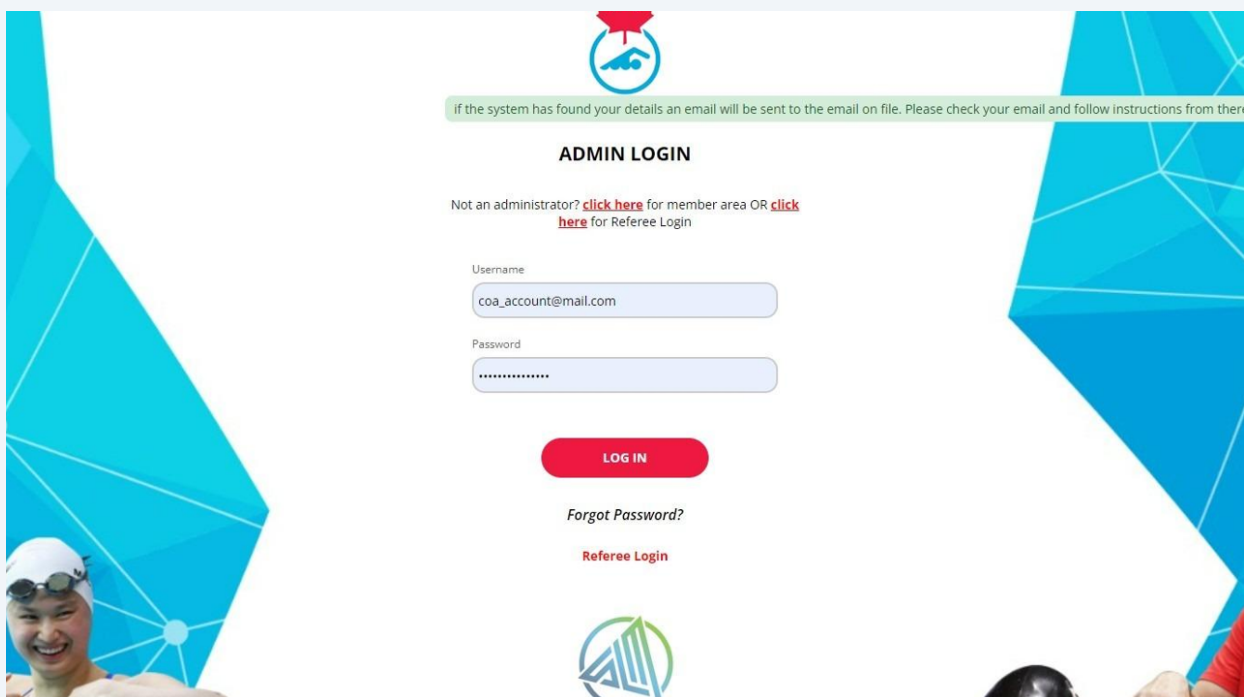 if the system has found your details an email will be sent to the email on file. Please check your email and follow instructions from there
ADMIN LOGIN
Not an administrator? click here for member area OR click
here for Referee Login
Username
coa_account@mail.com
Password
•••••••••••••••
LOG IN
Forgot Password?
Referee Login